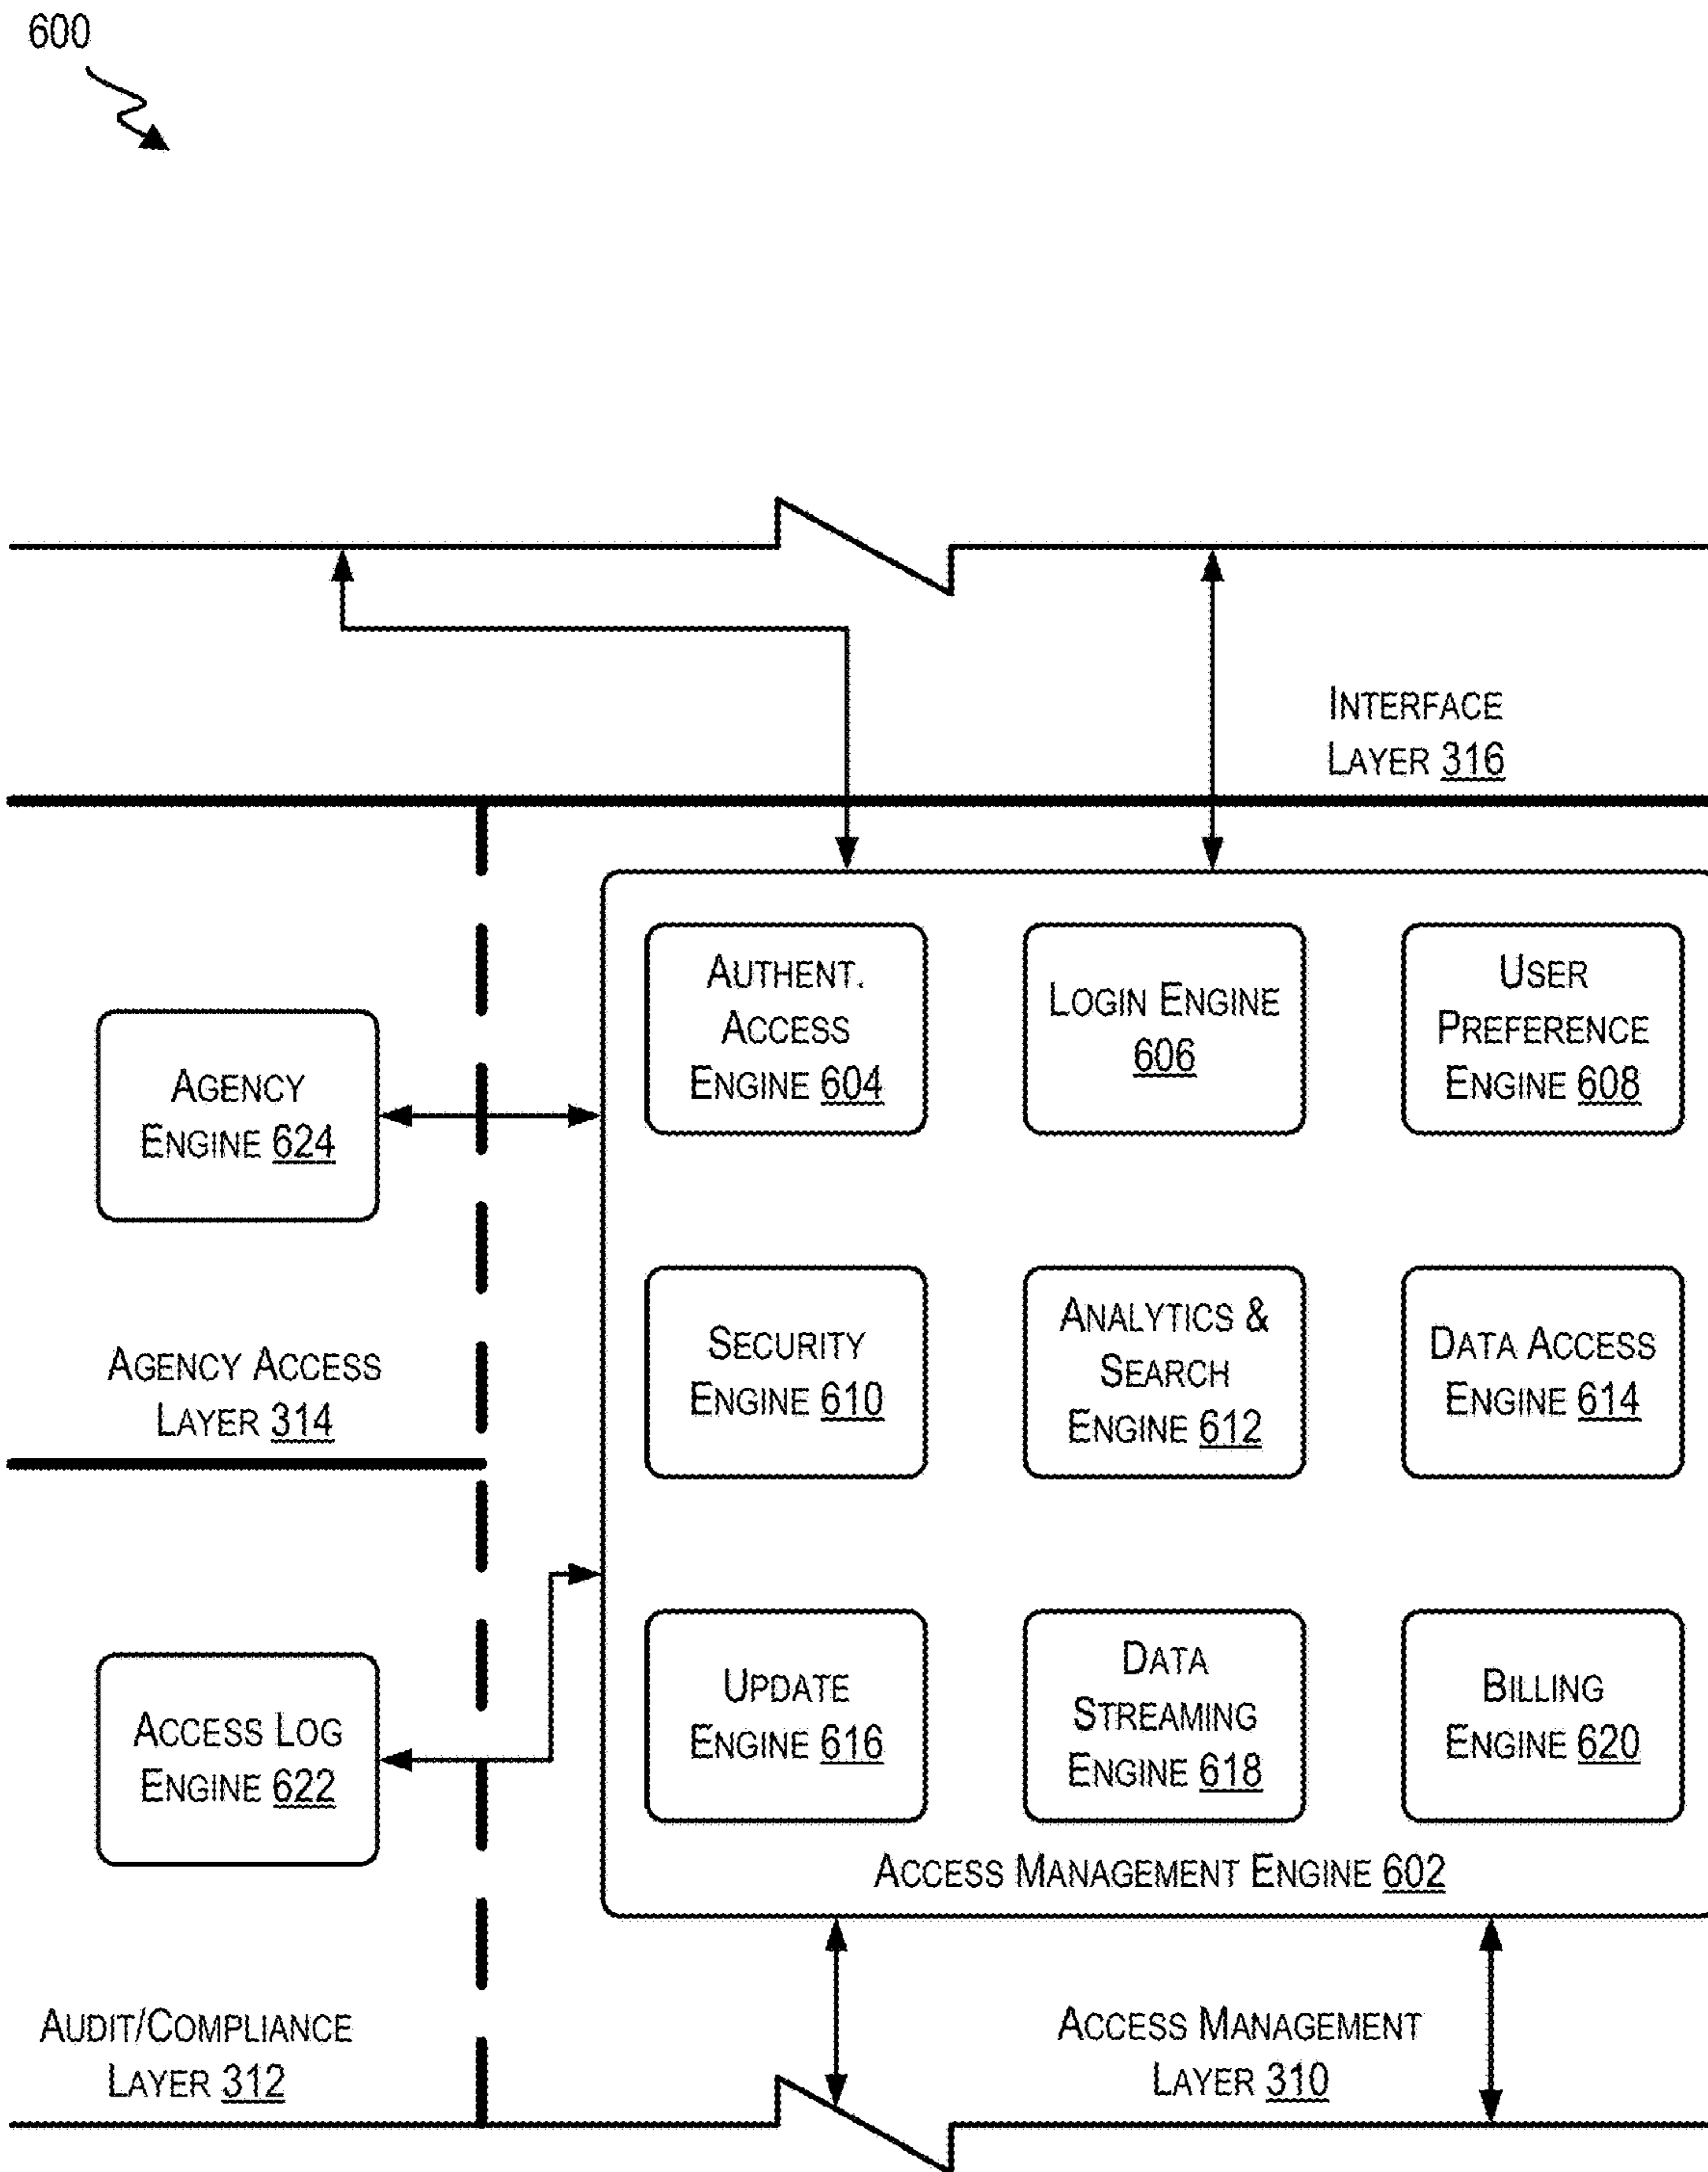 600
INTERFACE
LAYER 316
AUTHENT.
ACCESS
ENGINE 604
LOGIN ENGINE
606
USER
PREFERENCE
ENGINE 608
AGENCY
ENGINE 624
SECURITY
ENGINE 610
ANALYTICS &
SEARCH
ENGINE 612
DATA ACCESS
ENGINE 614
AGENCY ACCESS
LAYER 314
UPDATE
ENGINE 616
DATA
STREAMING
ENGINE 618
BILLING
ENGINE 620
ACCESS LOG
ENGINE 622
ACCESS MANAGEMENT ENGINE 602
AUDIT/COMPLIANCE
LAYER 312
ACCESS MANAGEMENT
LAYER 310